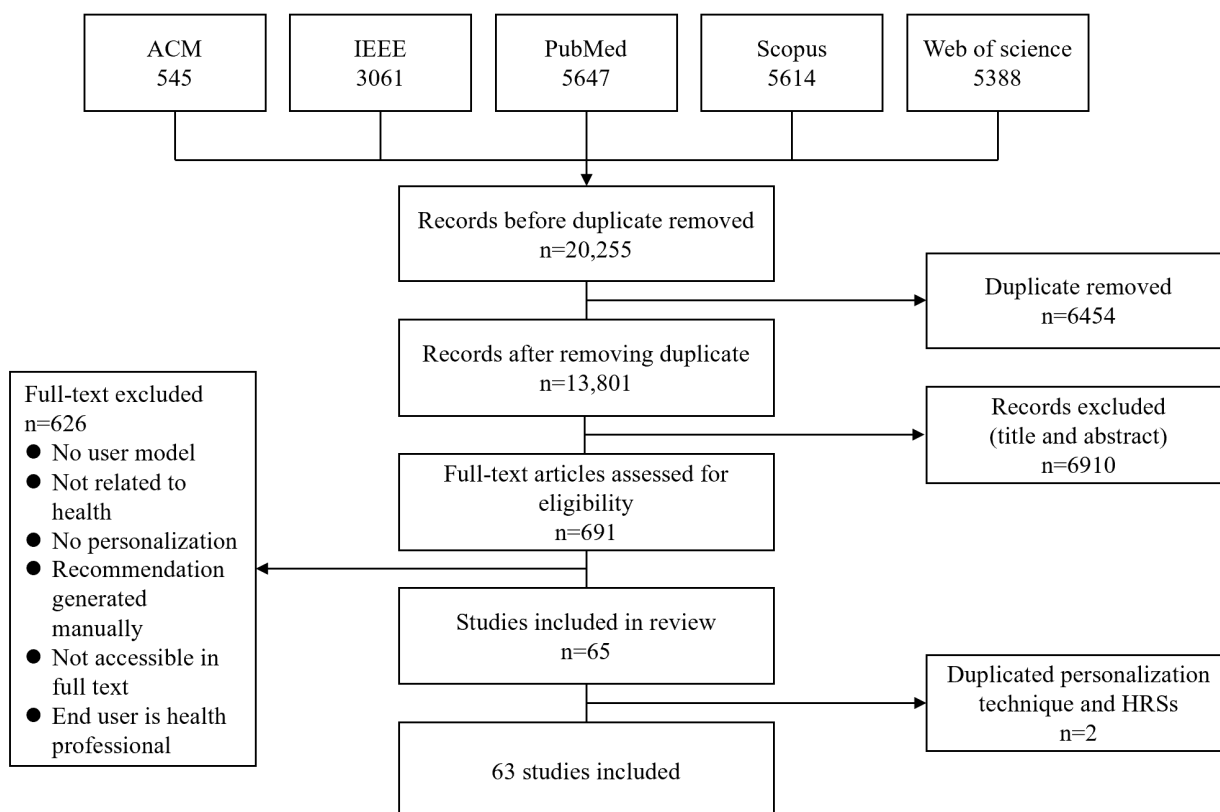 ACM
545
IEEE
3061
PubMed
5647
Scopus
5614
Web of science
5388
Records before duplicate removed
n=20,255
Duplicate removed
n=6454
Records after removing duplicate
n=13,801
Records excluded
(title and abstract)
n=6910
Full-text articles assessed for
eligibility
n=691
Full-text excluded
n=626
● No user model
● Not related to
health
● No personalization
● Recommendation
generated
manually
● Not accessible in
full text
● End user is health
professional
Studies included in review
n=65
Duplicated personalization
technique and HRSs
n=2
63 studies included